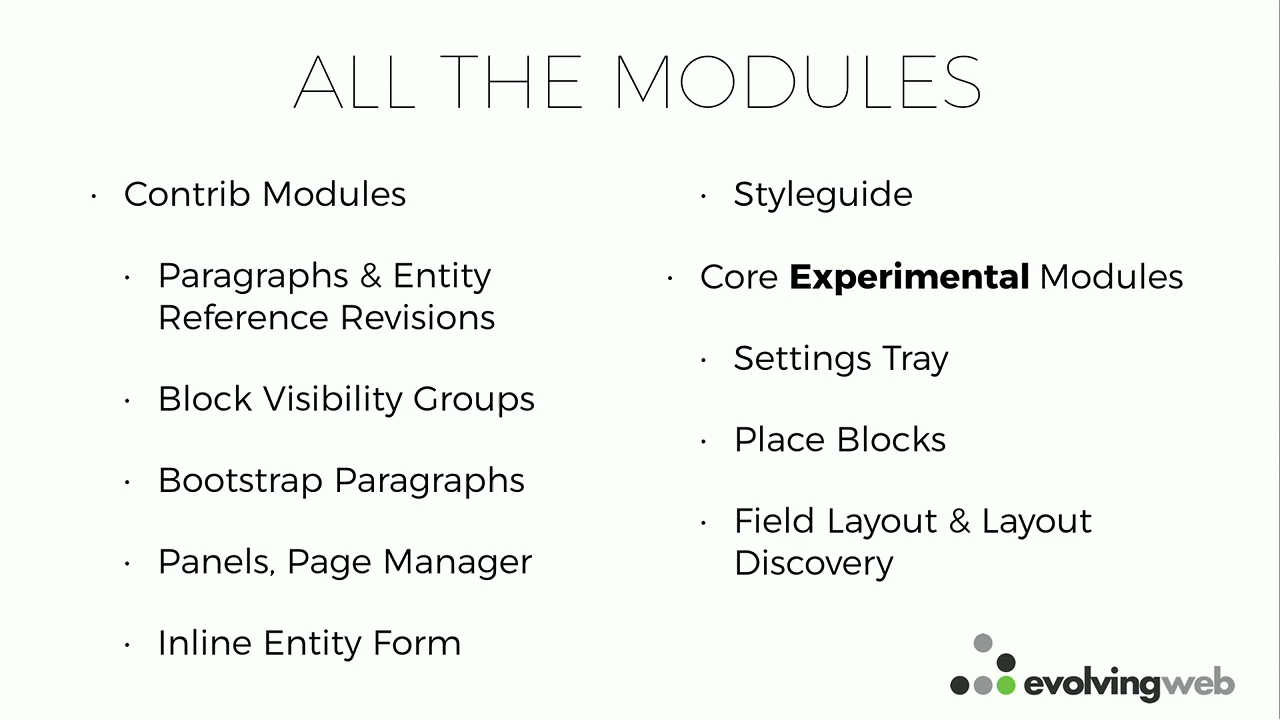 ALL THE MODULES
· Contrib Modules
· Paragraphs & Entity
Reference Revisions
· Block Visibility Groups
· Bootstrap Paragraphs
· Panels, Page Manager
· Inline Entity Form
· Styleguide
· Core Experimental Modules
· Settings Tray
· Place Blocks
· Field Layout & Layout
Discovery
evolvingweb